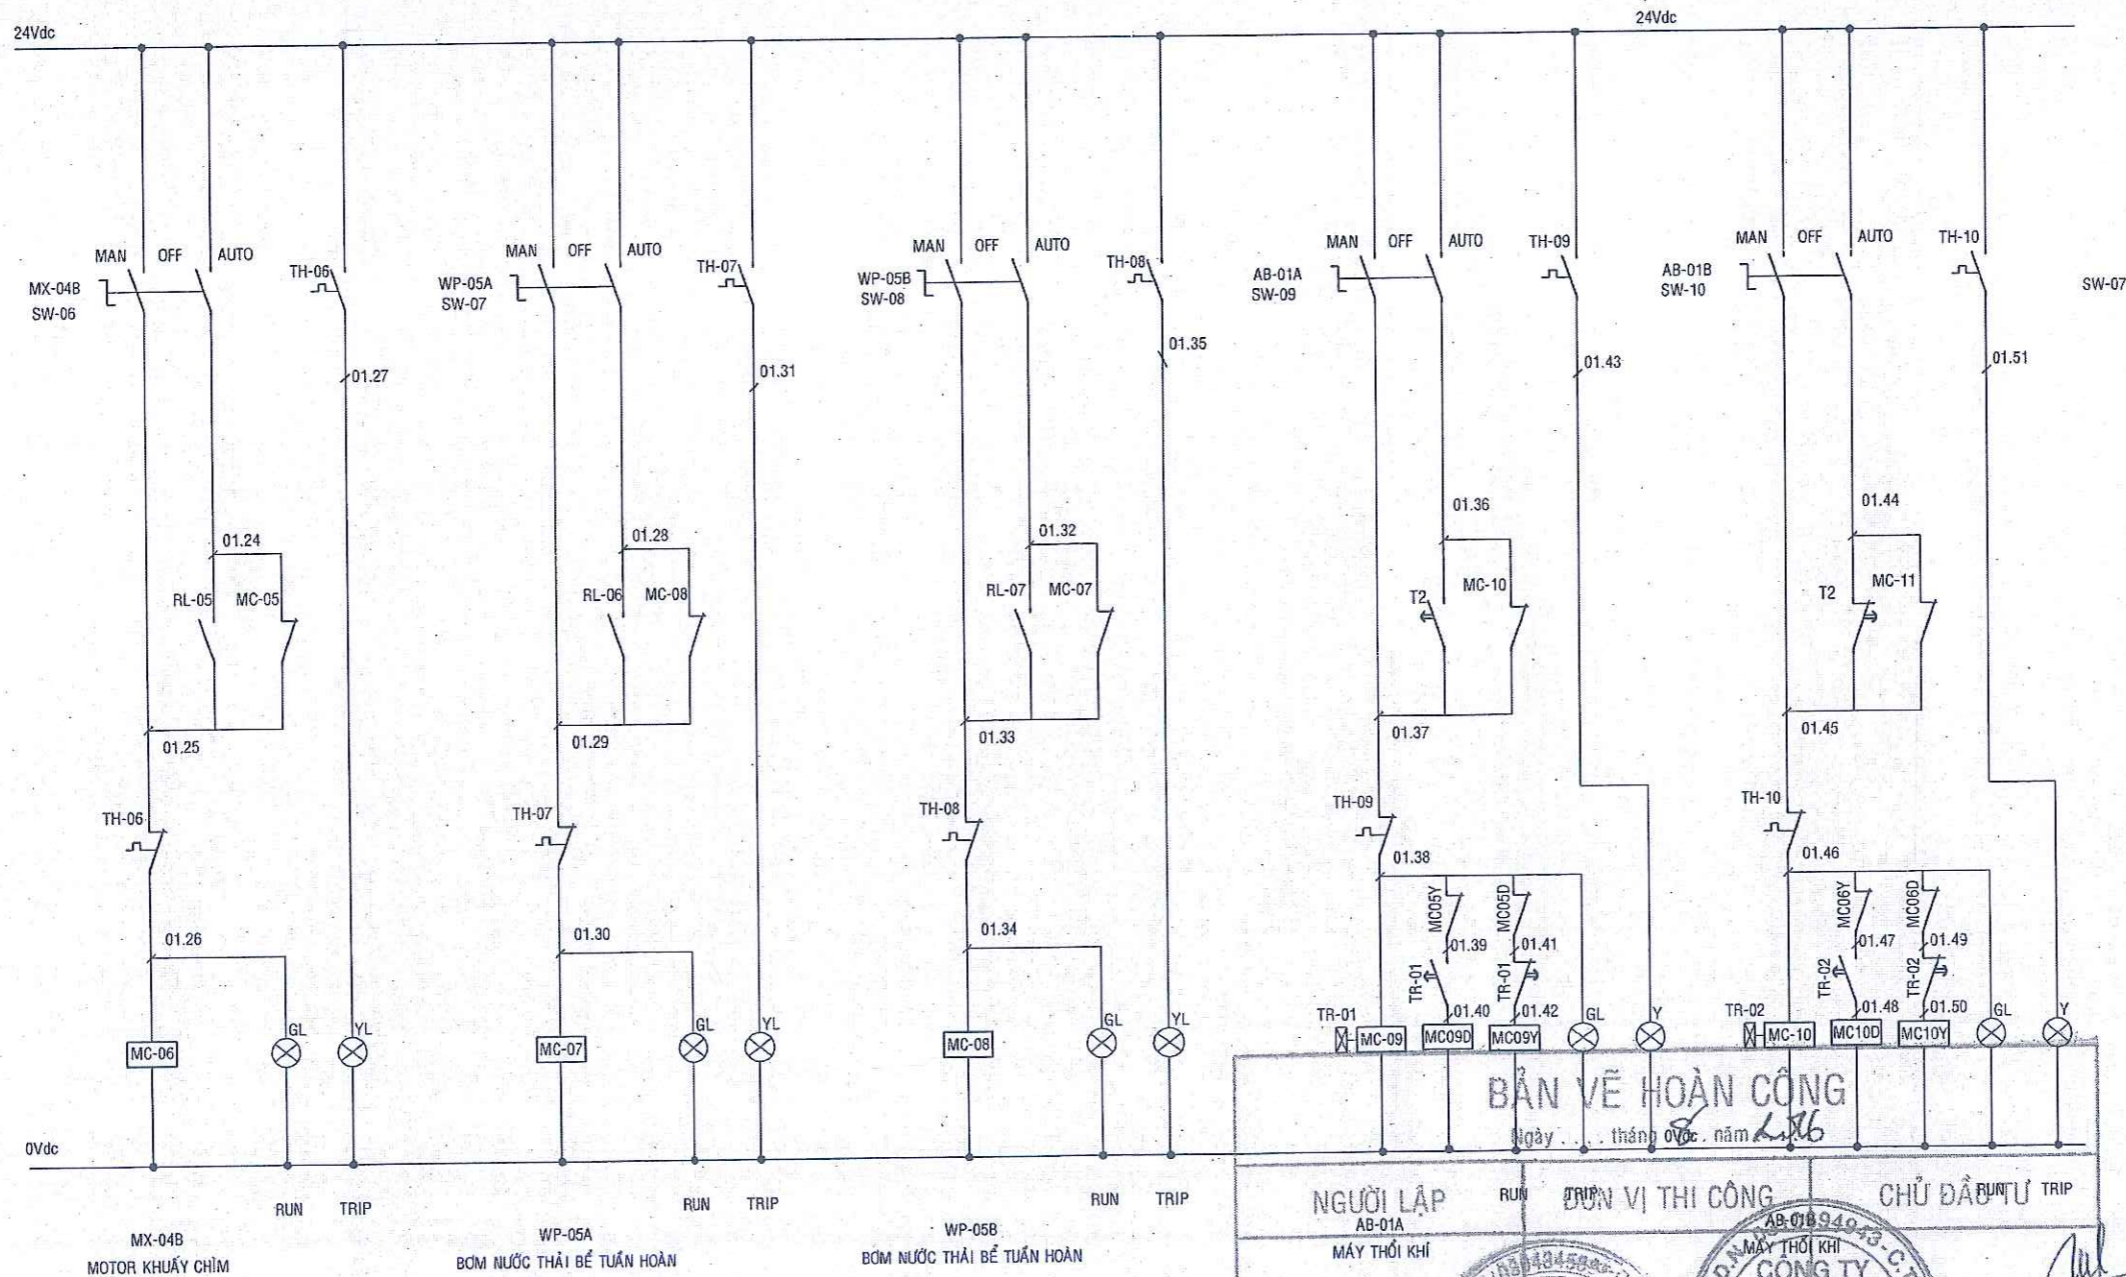 24Vdc
24Vdc
MAN OFF AUTO
MX-04B
SW-06
TH-06
01.27
01.24
RL-05 MC-05
01.25
TH-06
01.26
MC-06
GL YL
MAN OFF AUTO
WP-05A
SW-07
TH-07
01.31
01.28
RL-06 MC-08
01.29
TH-07
01.30
MC-07
GL YL
MAN OFF AUTO
WP-05B
SW-08
TH-08
01.35
01.32
RL-07 MC-07
01.33
TH-08
01.34
MC-08
GL YL
MAN OFF AUTO
AB-01A
SW-09
TH-09
01.43
01.36
T2 MC-10
01.37
TH-09
01.38
MC05Y MC05D
01.39 01.41
TR-01 TR-01
01.40 01.42
TR-01
MC-09 MC09D MC09Y
GL Y
MAN OFF AUTO
AB-01B
SW-10
TH-10
01.51
SW-07
01.44
T2 MC-11
01.45
TH-10
01.46
MC06Y MC06D
01.47 01.49
TR-02 TR-02
01.48 01.50
TR-02
MC-10 MC10D MC10Y
GL Y
0Vdc
0Vdc
RUN TRIP
MX-04B
MOTOR KHUẤY CHÌM
RUN TRIP
WP-05A
BƠM NƯỚC THẢI BỂ TUẦN HOÀN
RUN TRIP
WP-05B
BƠM NƯỚC THẢI BỂ TUẦN HOÀN
RUN TRIP
AB-01A
MÁY THỔI KHÍ
RUN TRIP
AB-01B
MÁY THỔI KHÍ
BẢN VẼ HOÀN CÔNG
Ngày .... tháng 8 . năm
NGƯỜI LẬP
ĐƠN VỊ THI CÔNG
CHỦ ĐẦU TƯ
CÔNG TY